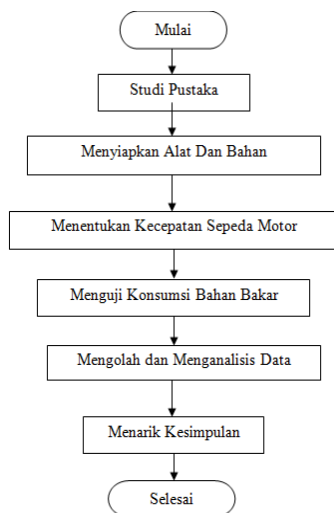 Mulai
Studi Pustaka
Menyiapkan Alat Dan Bahan
Menentukan Kecepatan Sepeda Motor
Menguji Konsumsi Bahan Bakar
Mengolah dan Menganalisis Data
Menarik Kesimpulan
Selesai